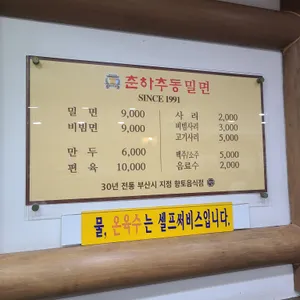 춘하추동밀면
SINCE 1991
밀 면 9,000
비빔면 9,000
만 두 6,000
편 육 10,000
사 리 2,000
비빔사리 3,000
고기사리 5,000
맥주/소주 5,000
음료수 2,000
30년 전통 부산시 지정 향토음식점
물, 온육수는 셀프써비스입니다.